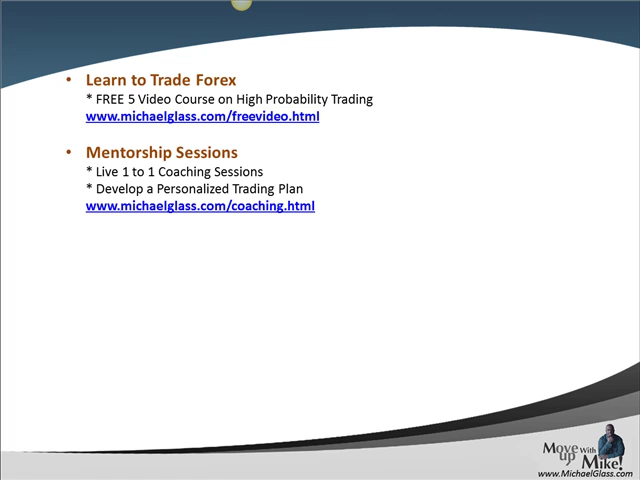 • Learn to Trade Forex
* FREE 5 Video Course on High Probability Trading
www.michaelglass.com/freevideo.html
• Mentorship Sessions
* Live 1 to 1 Coaching Sessions
* Develop a Personalized Trading Plan
www.michaelglass.com/coaching.html
Move up With Mike!
www.MichaelGlass.com